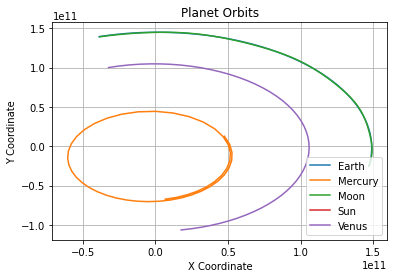 Planet Orbits
1e11
1.5
1.0
0.5
0.0
−0.5
−1.0
Y Coordinate
Earth
Mercury
Moon
Sun
Venus
−0.5 0.0 0.5 1.0 1.5
1e11
X Coordinate